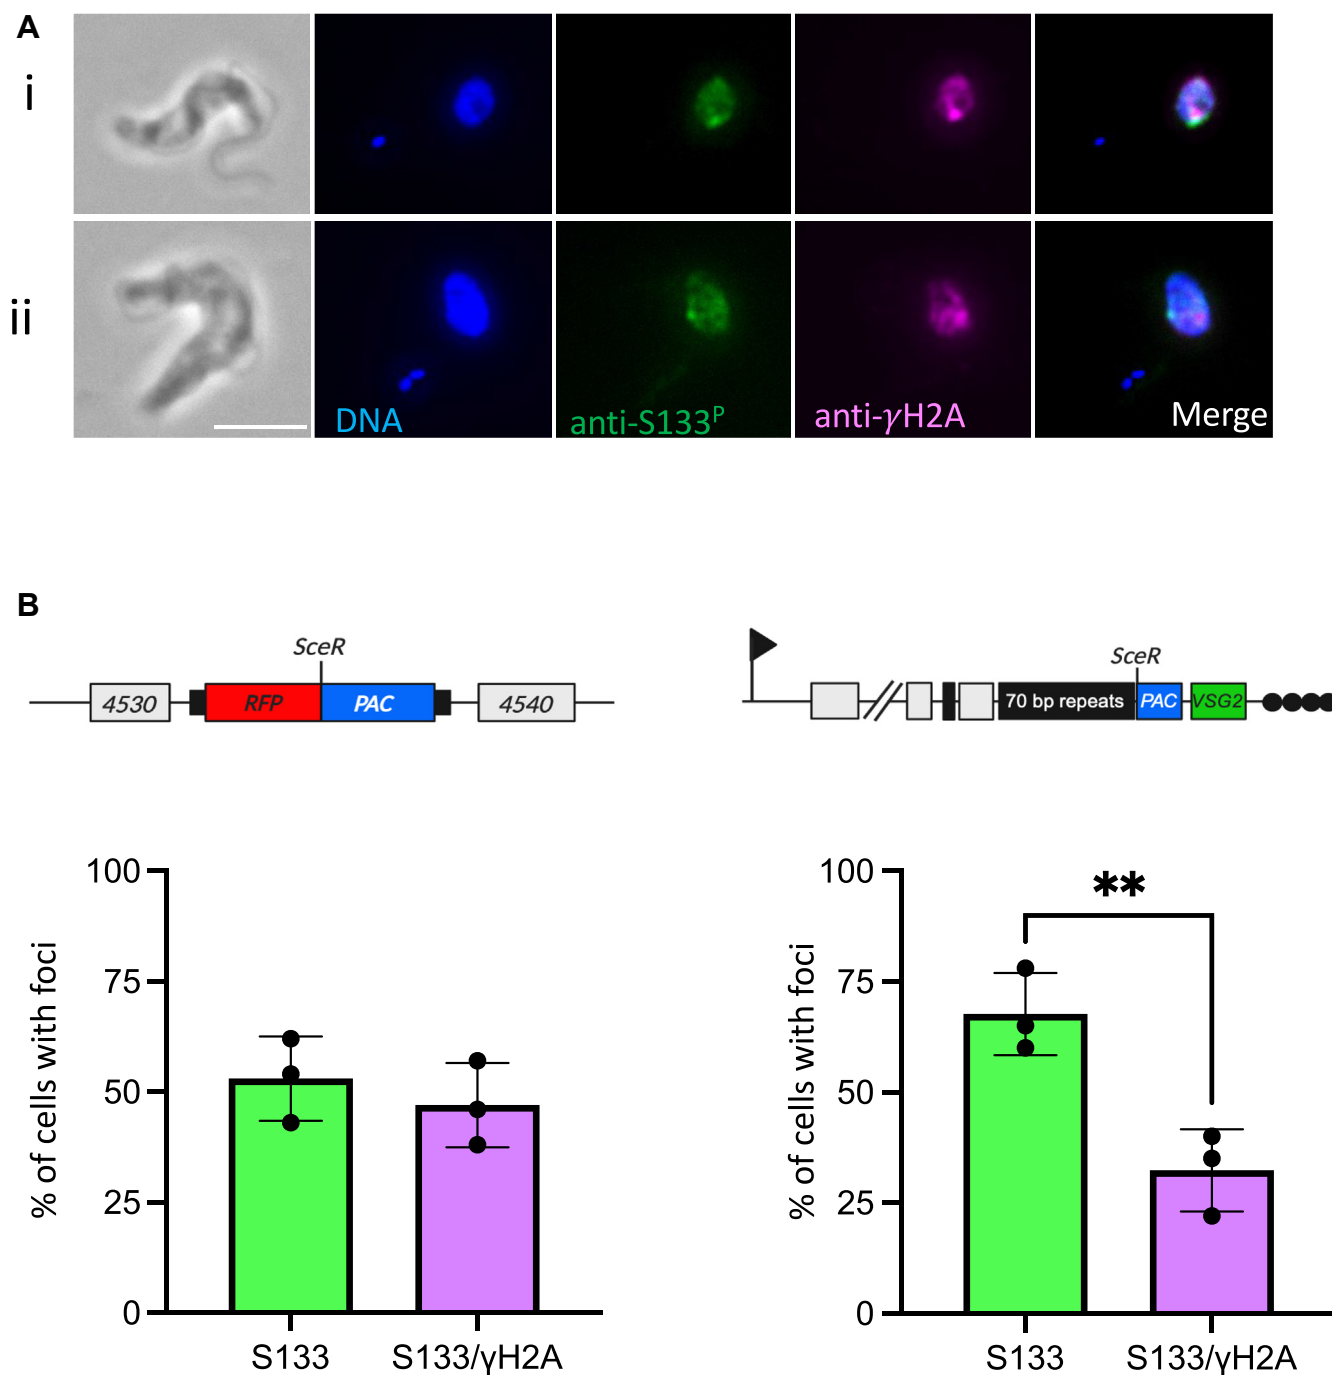 A
i
ii
DNA
anti-S133ᴾ
anti-γH2A
Merge
B
SceR
4530
RFP
PAC
4540
SceR
70 bp repeats
PAC
VSG2
100
75
50
25
0
% of cells with foci
S133
S133/γH2A
100
75
50
25
0
% of cells with foci
**
S133
S133/γH2A